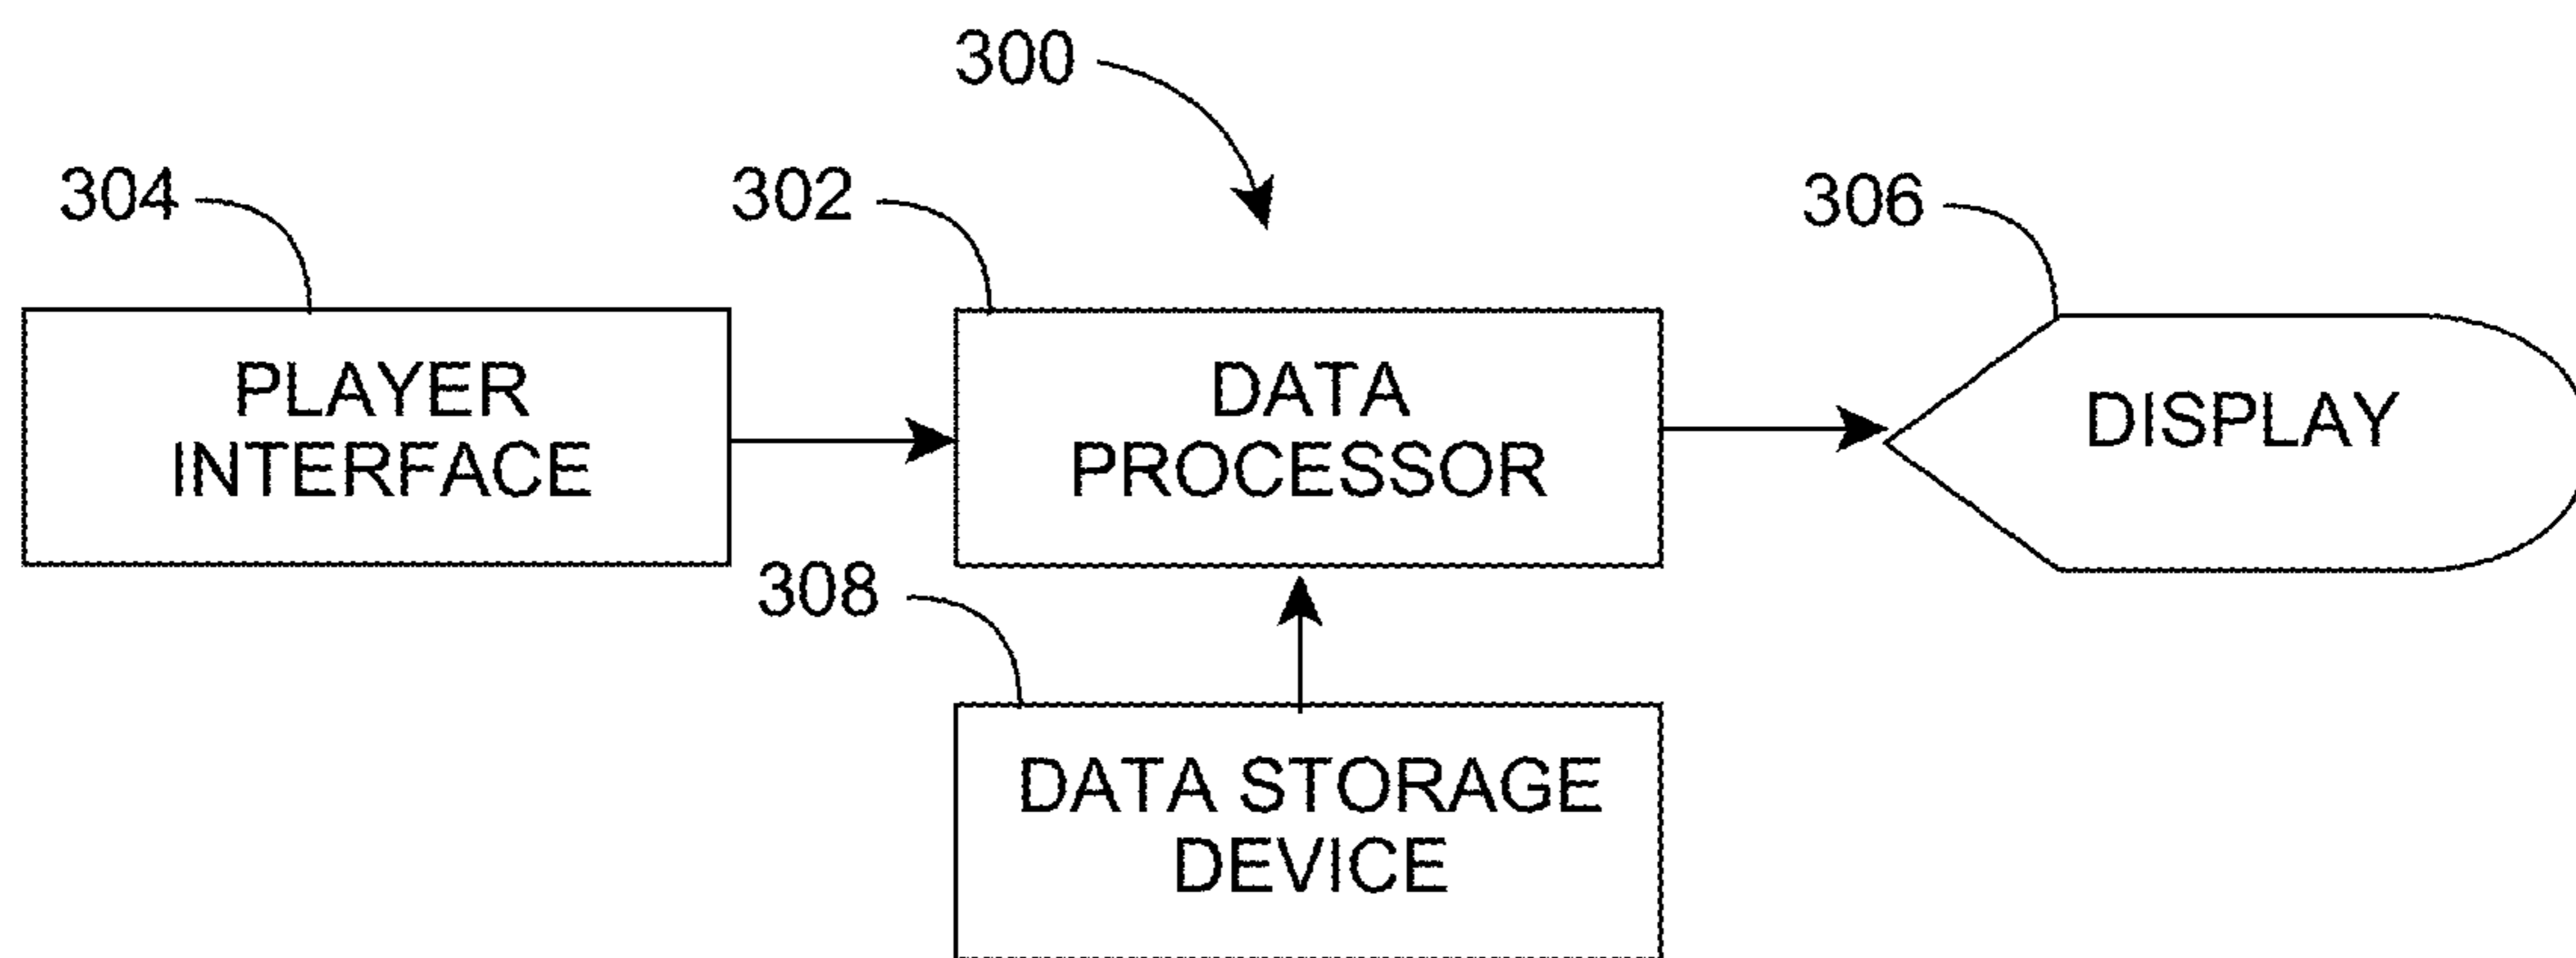 300
304
302
306
PLAYER
INTERFACE
DATA
PROCESSOR
DISPLAY
308
DATA STORAGE
DEVICE